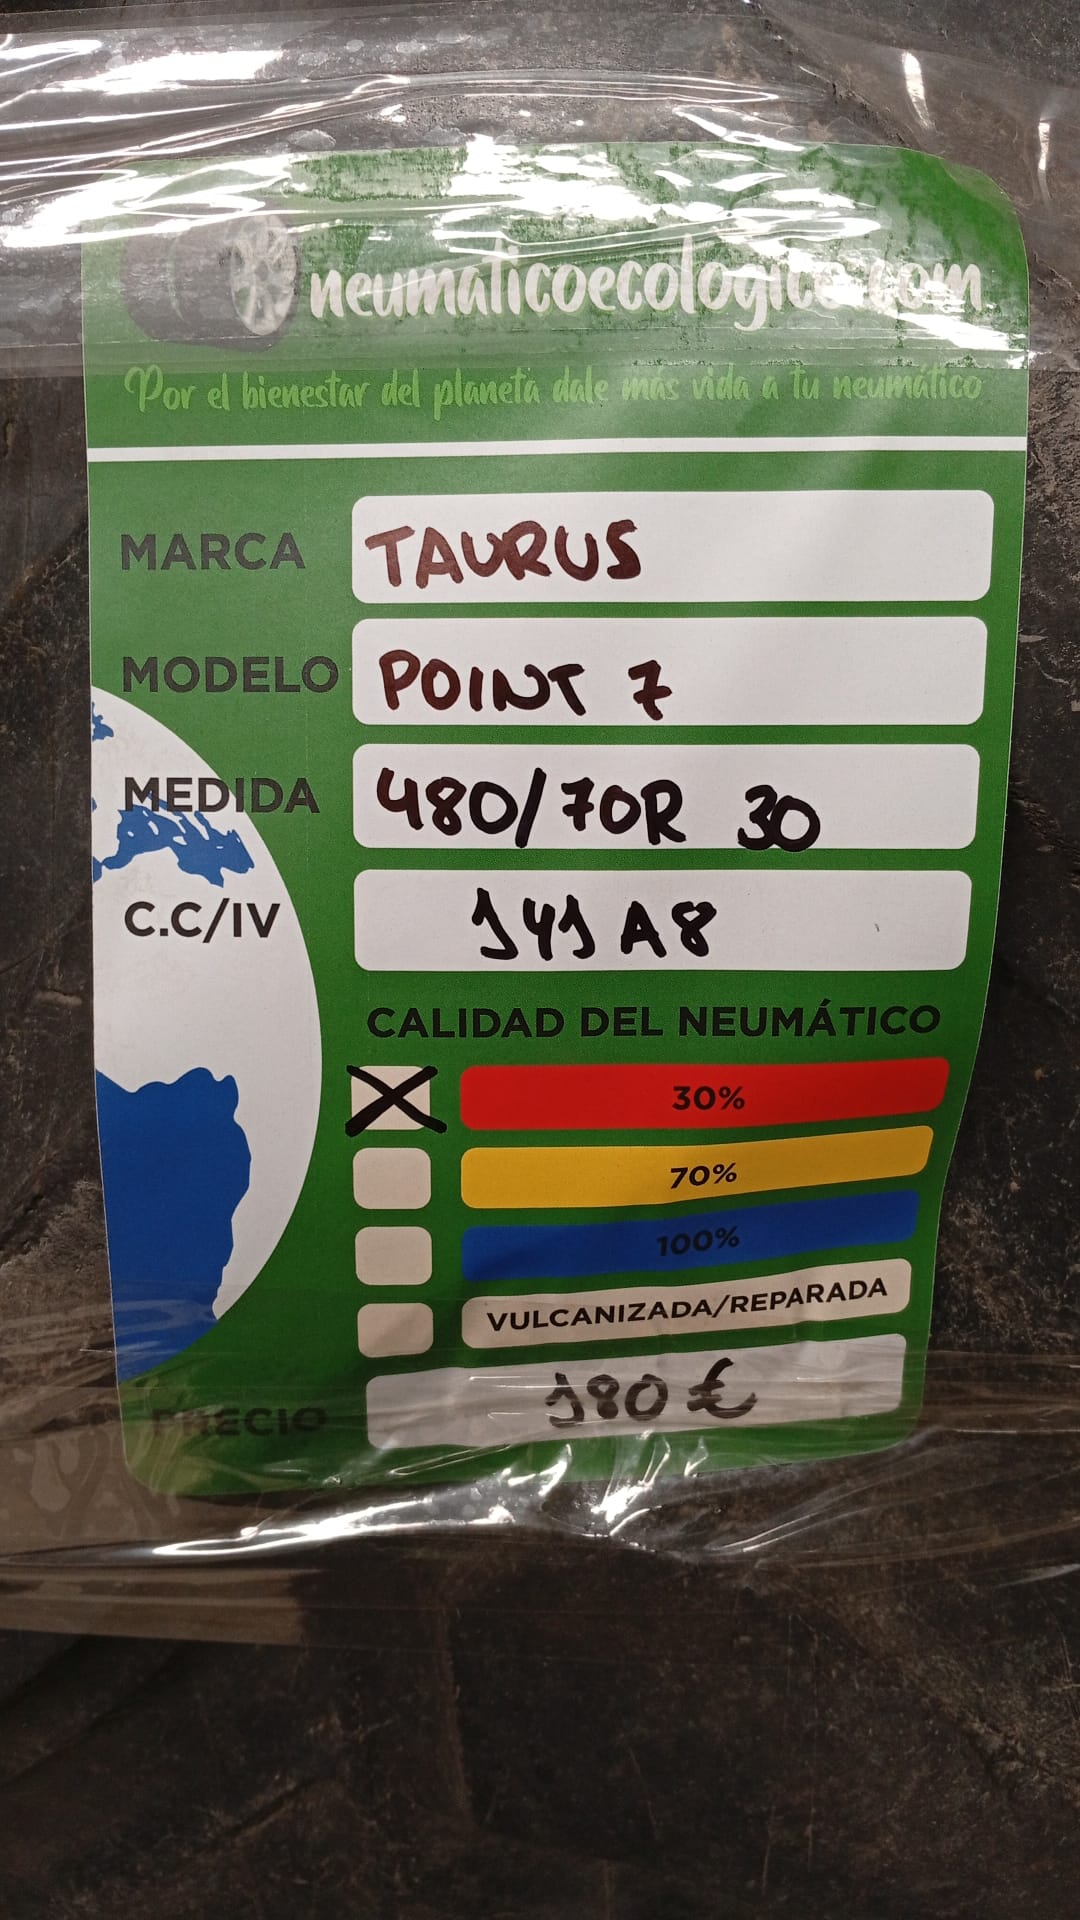 neumaticoecologico.com
Por el bienestar del planeta dale más vida a tu neumático
MARCA TAURUS
MODELO POINT 7
MEDIDA 480/70R 30
C.C/IV 141 A8
CALIDAD DEL NEUMÁTICO
X 30%
70%
100%
VULCANIZADA/REPARADA
PRECIO 180 €